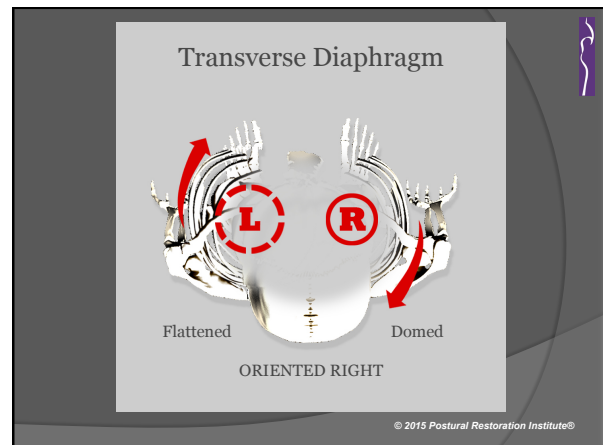 Transverse Diaphragm
L
R
Flattened
Domed
ORIENTED RIGHT
© 2015 Postural Restoration Institute®